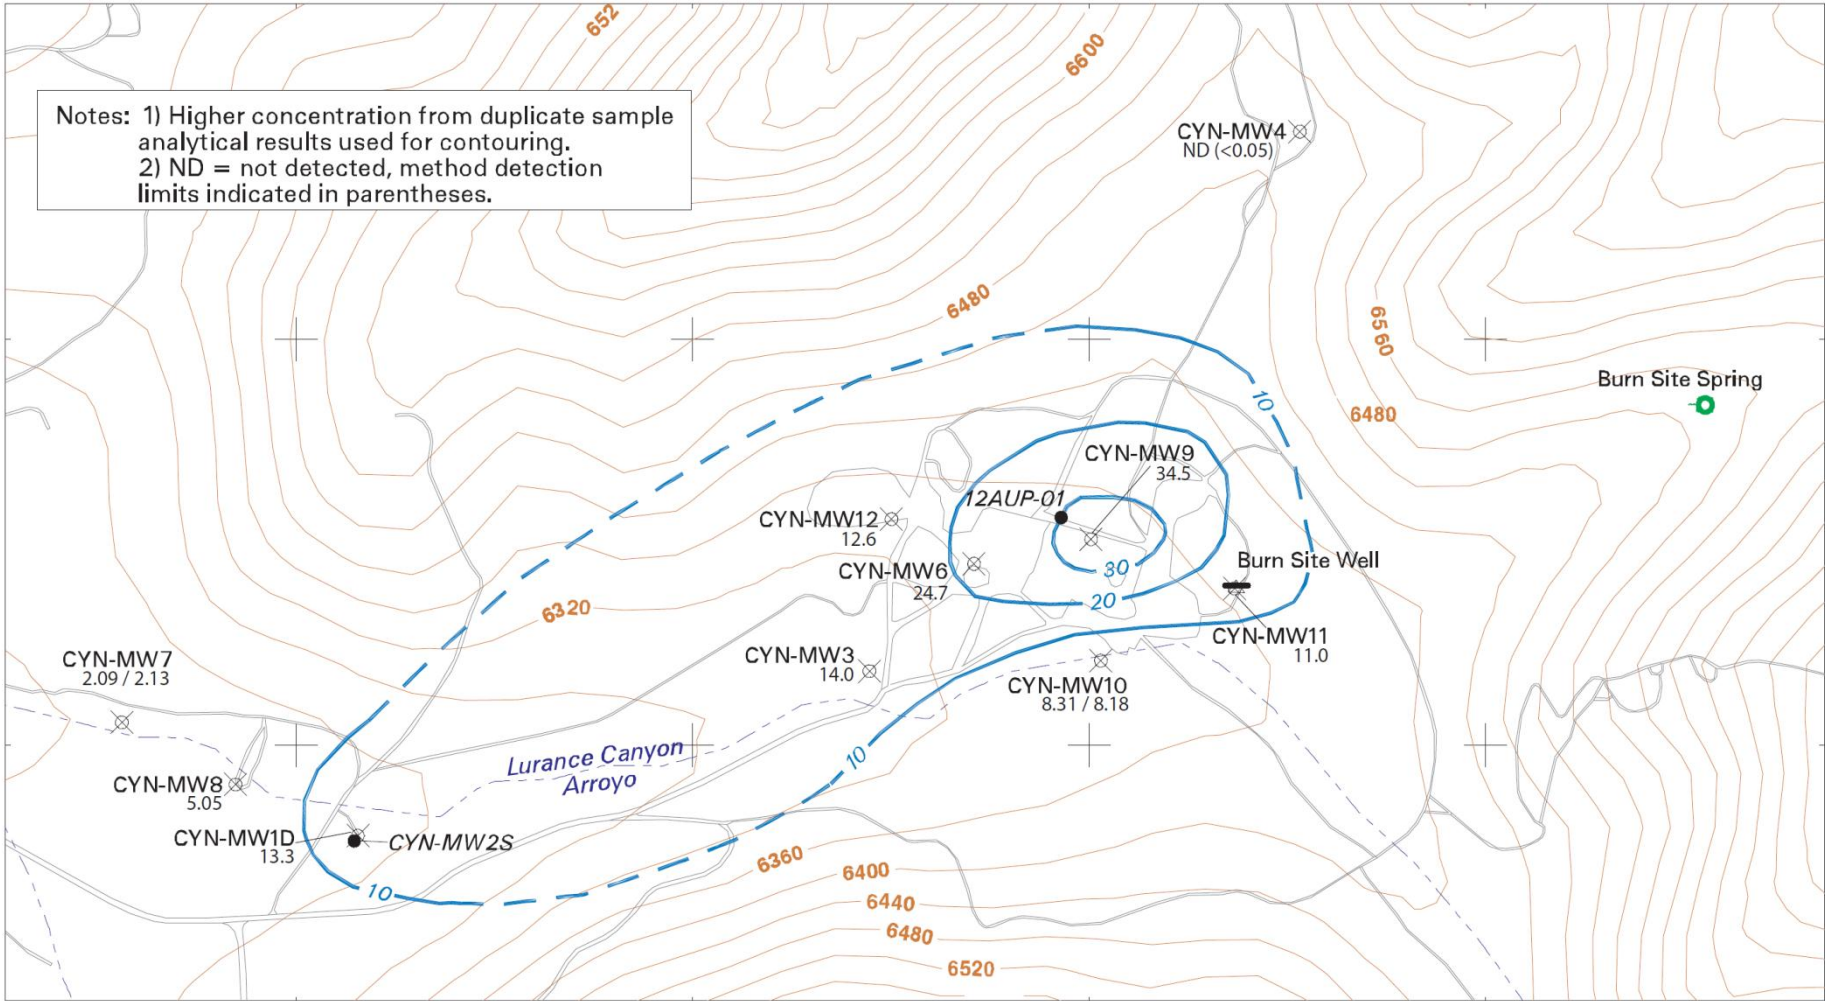 652
6600
Notes: 1) Higher concentration from duplicate sample
analytical results used for contouring.
2) ND = not detected, method detection
limits indicated in parentheses.
CYN-MW4
ND (<0.05)
6480
6560
Burn Site Spring
10
6480
CYN-MW9
34.5
12AUP-01
CYN-MW12
12.6
Burn Site Well
CYN-MW6
24.7
30
20
6320
CYN-MW11
11.0
CYN-MW7
2.09 / 2.13
CYN-MW3
14.0
CYN-MW10
8.31 / 8.18
Lurance Canyon
Arroyo
10
CYN-MW8
5.05
CYN-MW1D
13.3
CYN-MW2S
10
6360
6400
6440
6480
6520